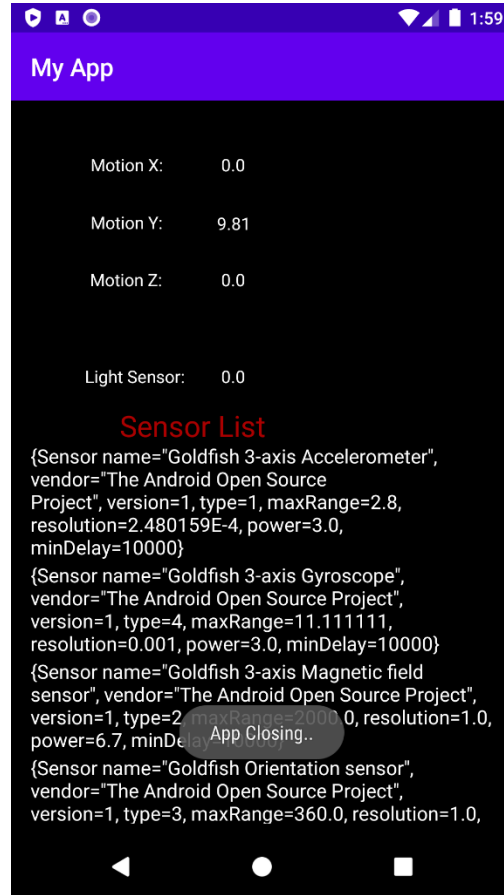 1:59
My App
Motion X: 0.0
Motion Y: 9.81
Motion Z: 0.0
Light Sensor: 0.0
Sensor List
{Sensor name="Goldfish 3-axis Accelerometer",
vendor="The Android Open Source
Project", version=1, type=1, maxRange=2.8,
resolution=2.480159E-4, power=3.0,
minDelay=10000}
{Sensor name="Goldfish 3-axis Gyroscope",
vendor="The Android Open Source Project",
version=1, type=4, maxRange=11.111111,
resolution=0.001, power=3.0, minDelay=10000}
{Sensor name="Goldfish 3-axis Magnetic field
sensor", vendor="The Android Open Source Project",
version=1, type=2, maxRange=2000.0, resolution=1.0,
power=6.7, minDelay=10000}
App Closing..
{Sensor name="Goldfish Orientation sensor",
vendor="The Android Open Source Project",
version=1, type=3, maxRange=360.0, resolution=1.0,